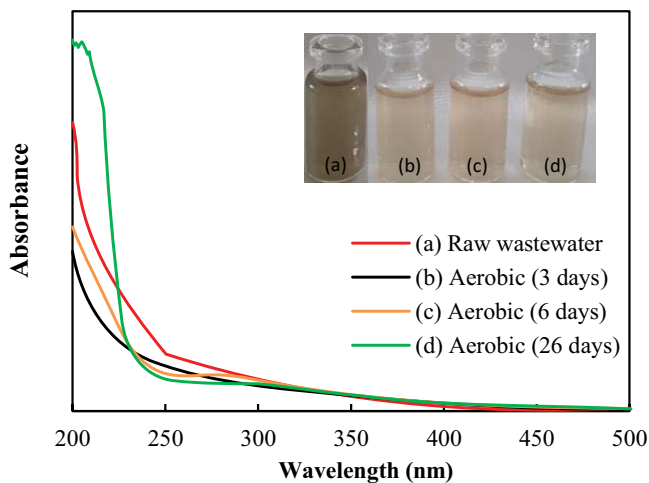 Absorbance
(a)
(b)
(c)
(d)
(a) Raw wastewater
(b) Aerobic (3 days)
(c) Aerobic (6 days)
(d) Aerobic (26 days)
200 250 300 350 400 450 500
Wavelength (nm)